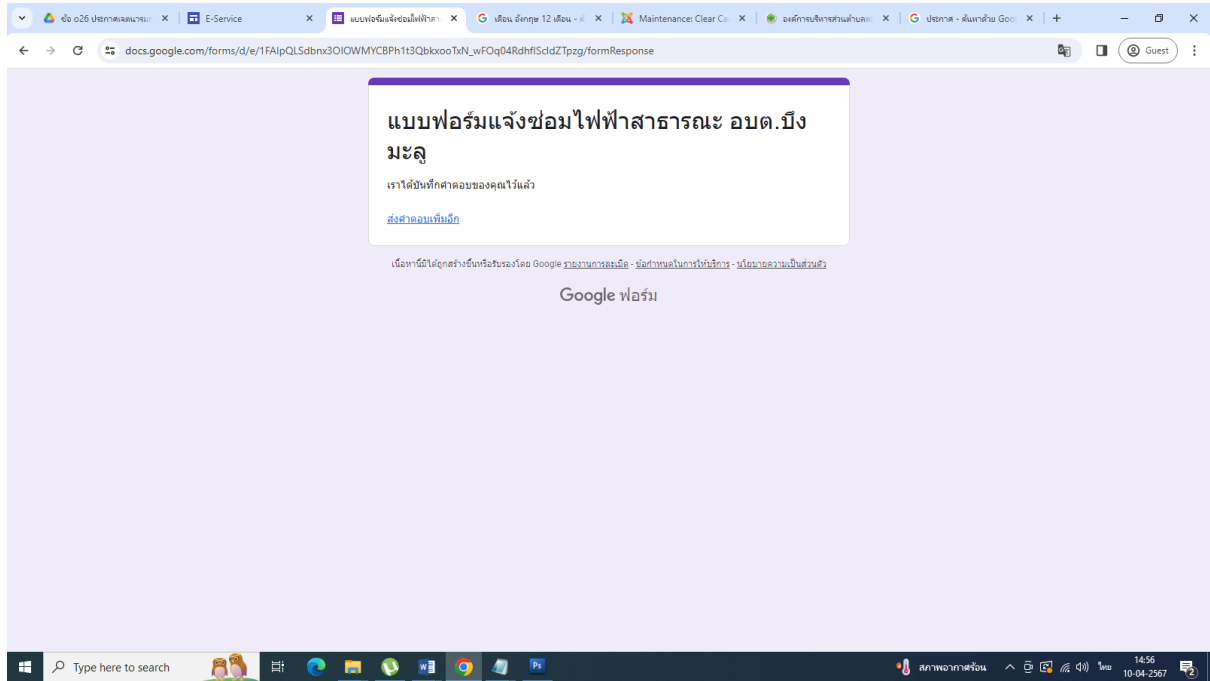 ข้อ o26 ประกาศเจตนารม
E-Service
แบบฟอร์มแจ้งซ่อมไฟฟ้าสา
เดือน อังกฤษ 12 เดือน - ค้
Maintenance: Clear Ca
องค์การบริหารส่วนตำบล
ประกาศ - ค้นหาด้วย Goo
docs.google.com/forms/d/e/1FAIpQLSdbnx3OIOWMYCBPh1t3QbkxooTxN_wFOq04RdhfIScIdZTpzg/formResponse
Guest
แบบฟอร์มแจ้งซ่อมไฟฟ้าสาธารณะ อบต.บึง
มะลู
เราได้บันทึกคำตอบของคุณไว้แล้ว
ส่งคำตอบเพิ่มอีก
เนื้อหานี้มิได้ถูกสร้างขึ้นหรือรับรองโดย Google รายงานการละเมิด - ข้อกำหนดในการให้บริการ - นโยบายความเป็นส่วนตัว
Google ฟอร์ม
Type here to search
Ps
สภาพอากาศร้อน
ไทย
14:56
10-04-2567
2